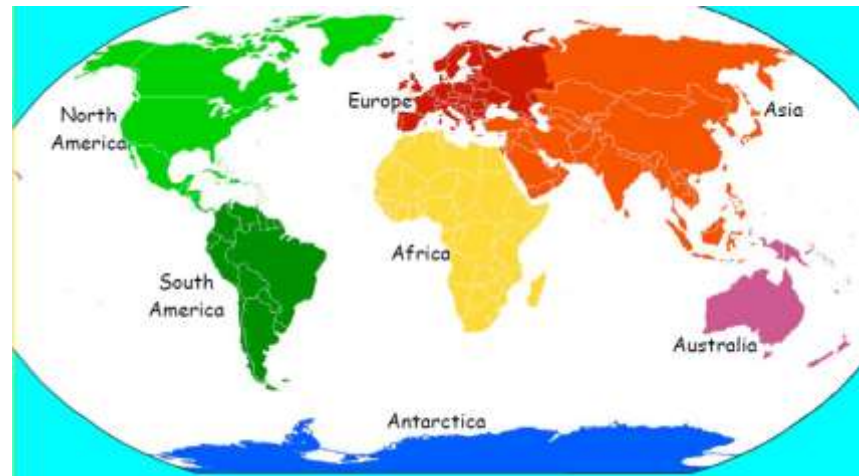 North
America
Europe
Asia
Africa
South
America
Australia
Antarctica